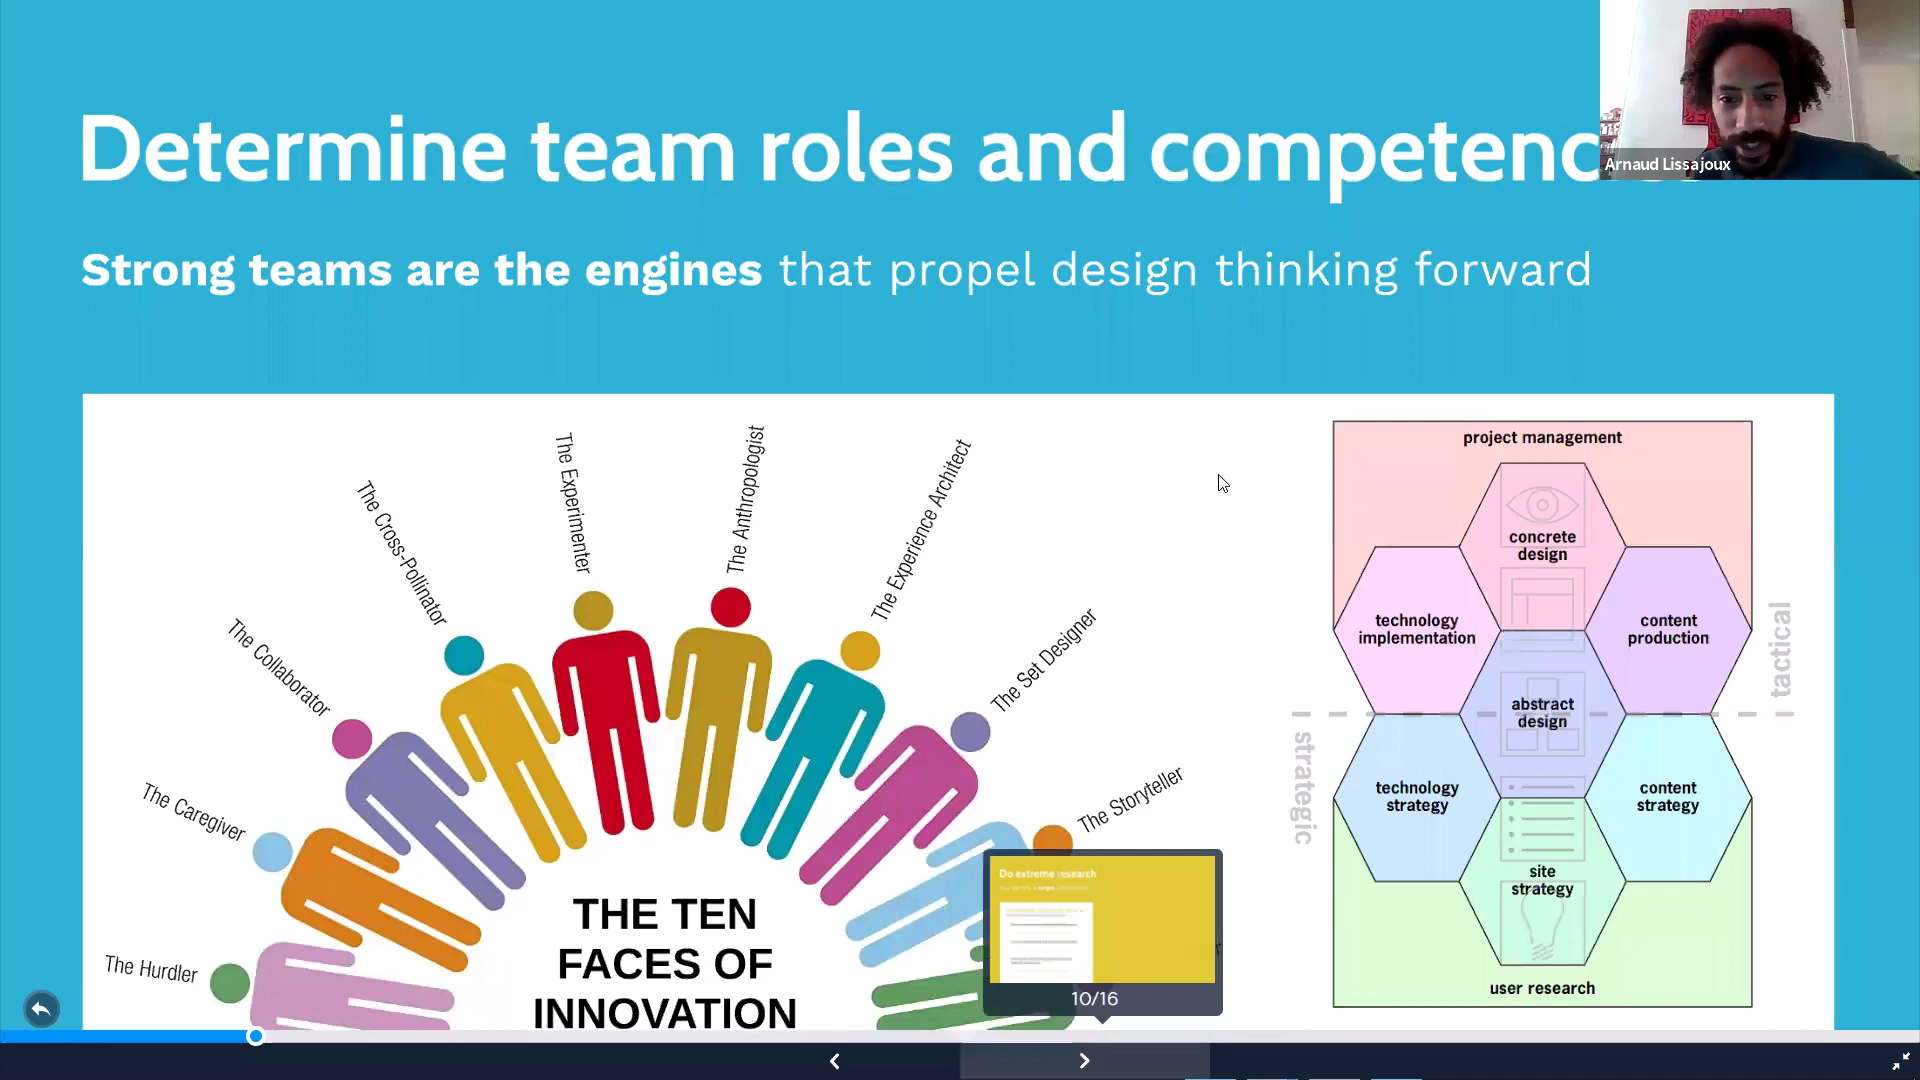 Determine team roles and competenc
Arnaud Lissajoux
Strong teams are the engines that propel design thinking forward
The Hurdler
The Caregiver
The Collaborator
The Cross-Pollinator
The Experimenter
The Anthropologist
The Experience Architect
The Set Designer
The Storyteller
THE TEN
FACES OF
INNOVATION
project management
concrete
design
technology
implementation
content
production
tactical
abstract
design
strategic
technology
strategy
content
strategy
site
strategy
user research
Do extreme research
10/16